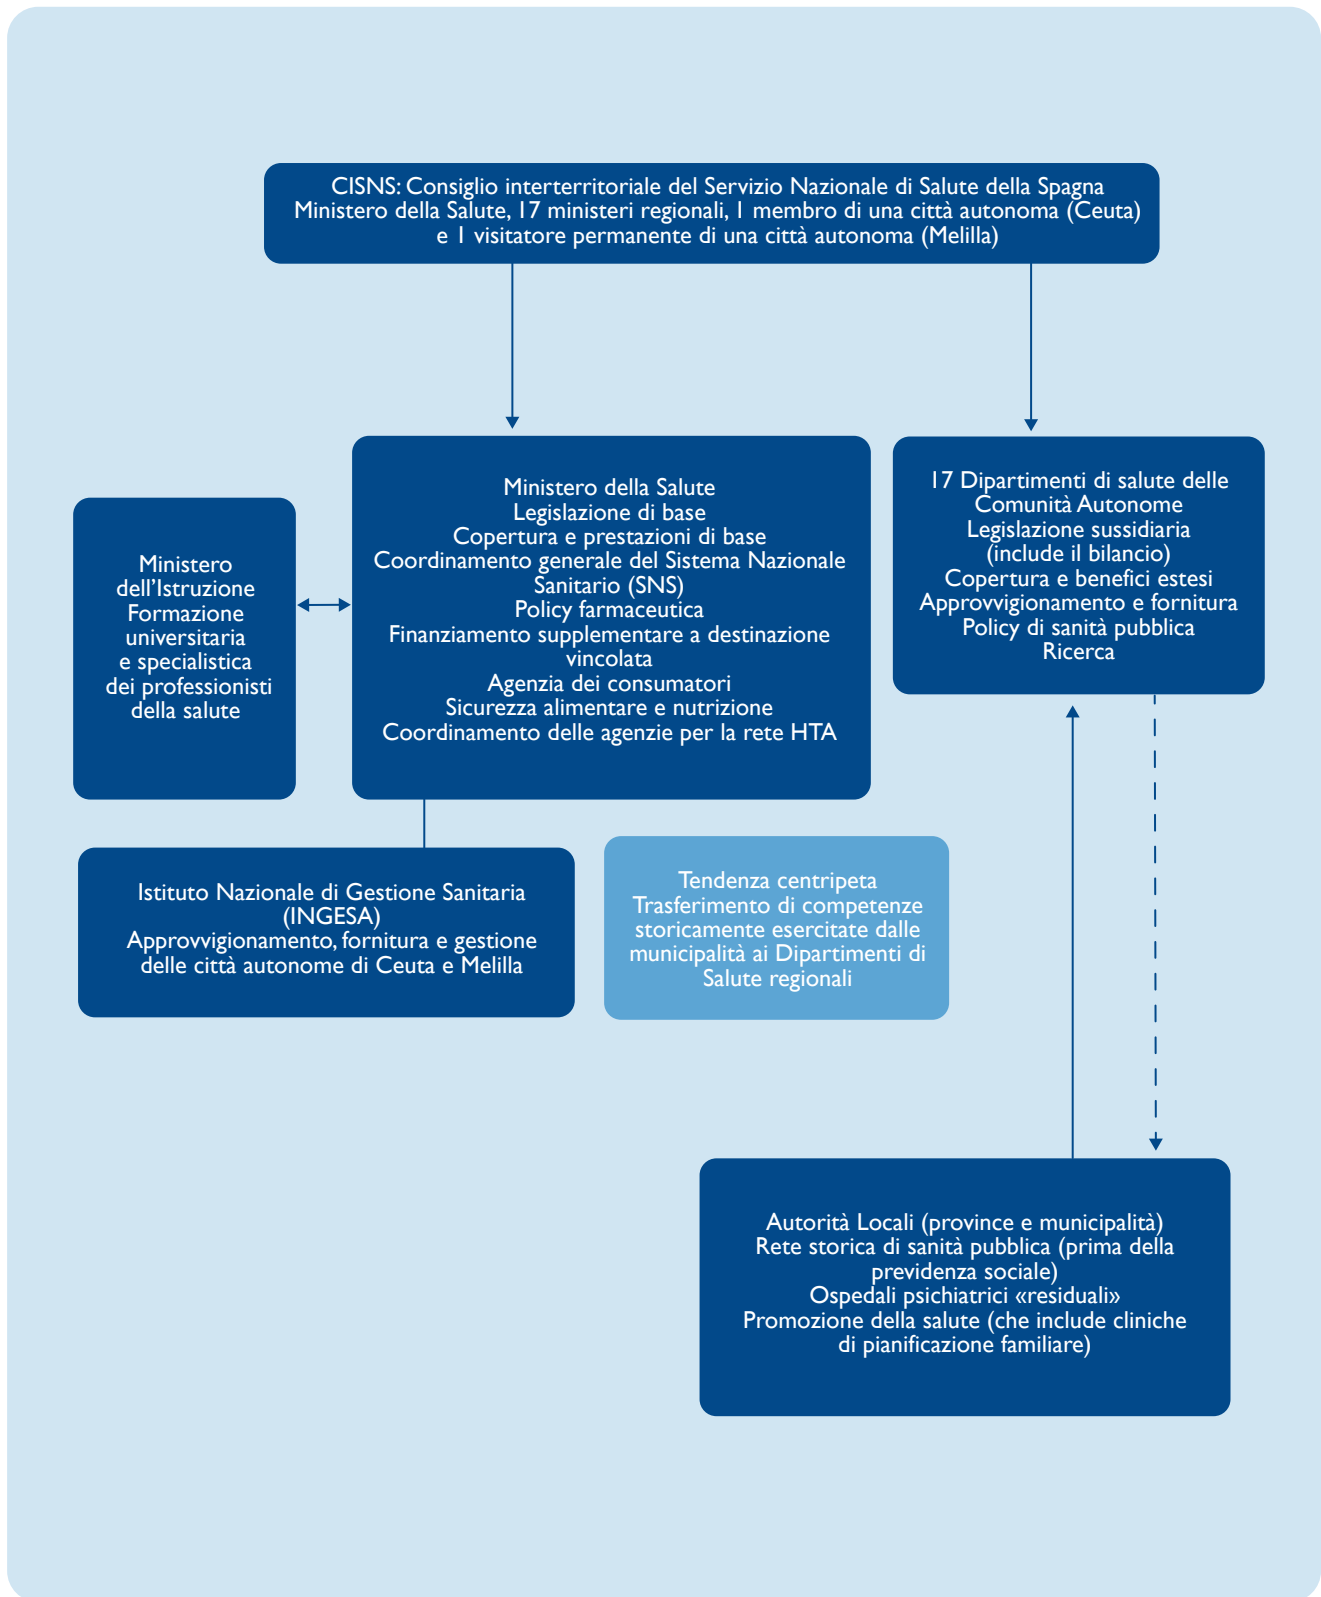 CISNS: Consiglio interterritoriale del Servizio Nazionale di Salute della Spagna
Ministero della Salute, 17 ministeri regionali, 1 membro di una città autonoma (Ceuta)
e 1 visitatore permanente di una città autonoma (Melilla)
Ministero
dell'Istruzione
Formazione
universitaria
e specialistica
dei professionisti
della salute
Ministero della Salute
Legislazione di base
Copertura e prestazioni di base
Coordinamento generale del Sistema Nazionale
Sanitario (SNS)
Policy farmaceutica
Finanziamento supplementare a destinazione
vincolata
Agenzia dei consumatori
Sicurezza alimentare e nutrizione
Coordinamento delle agenzie per la rete HTA
17 Dipartimenti di salute delle
Comunità Autonome
Legislazione sussidiaria
(include il bilancio)
Copertura e benefici estesi
Approvvigionamento e fornitura
Policy di sanità pubblica
Ricerca
Istituto Nazionale di Gestione Sanitaria
(INGESA)
Approvvigionamento, fornitura e gestione
delle città autonome di Ceuta e Melilla
Tendenza centripeta
Trasferimento di competenze
storicamente esercitate dalle
municipalità ai Dipartimenti di
Salute regionali
Autorità Locali (province e municipalità)
Rete storica di sanità pubblica (prima della
previdenza sociale)
Ospedali psichiatrici «residuali»
Promozione della salute (che include cliniche
di pianificazione familiare)